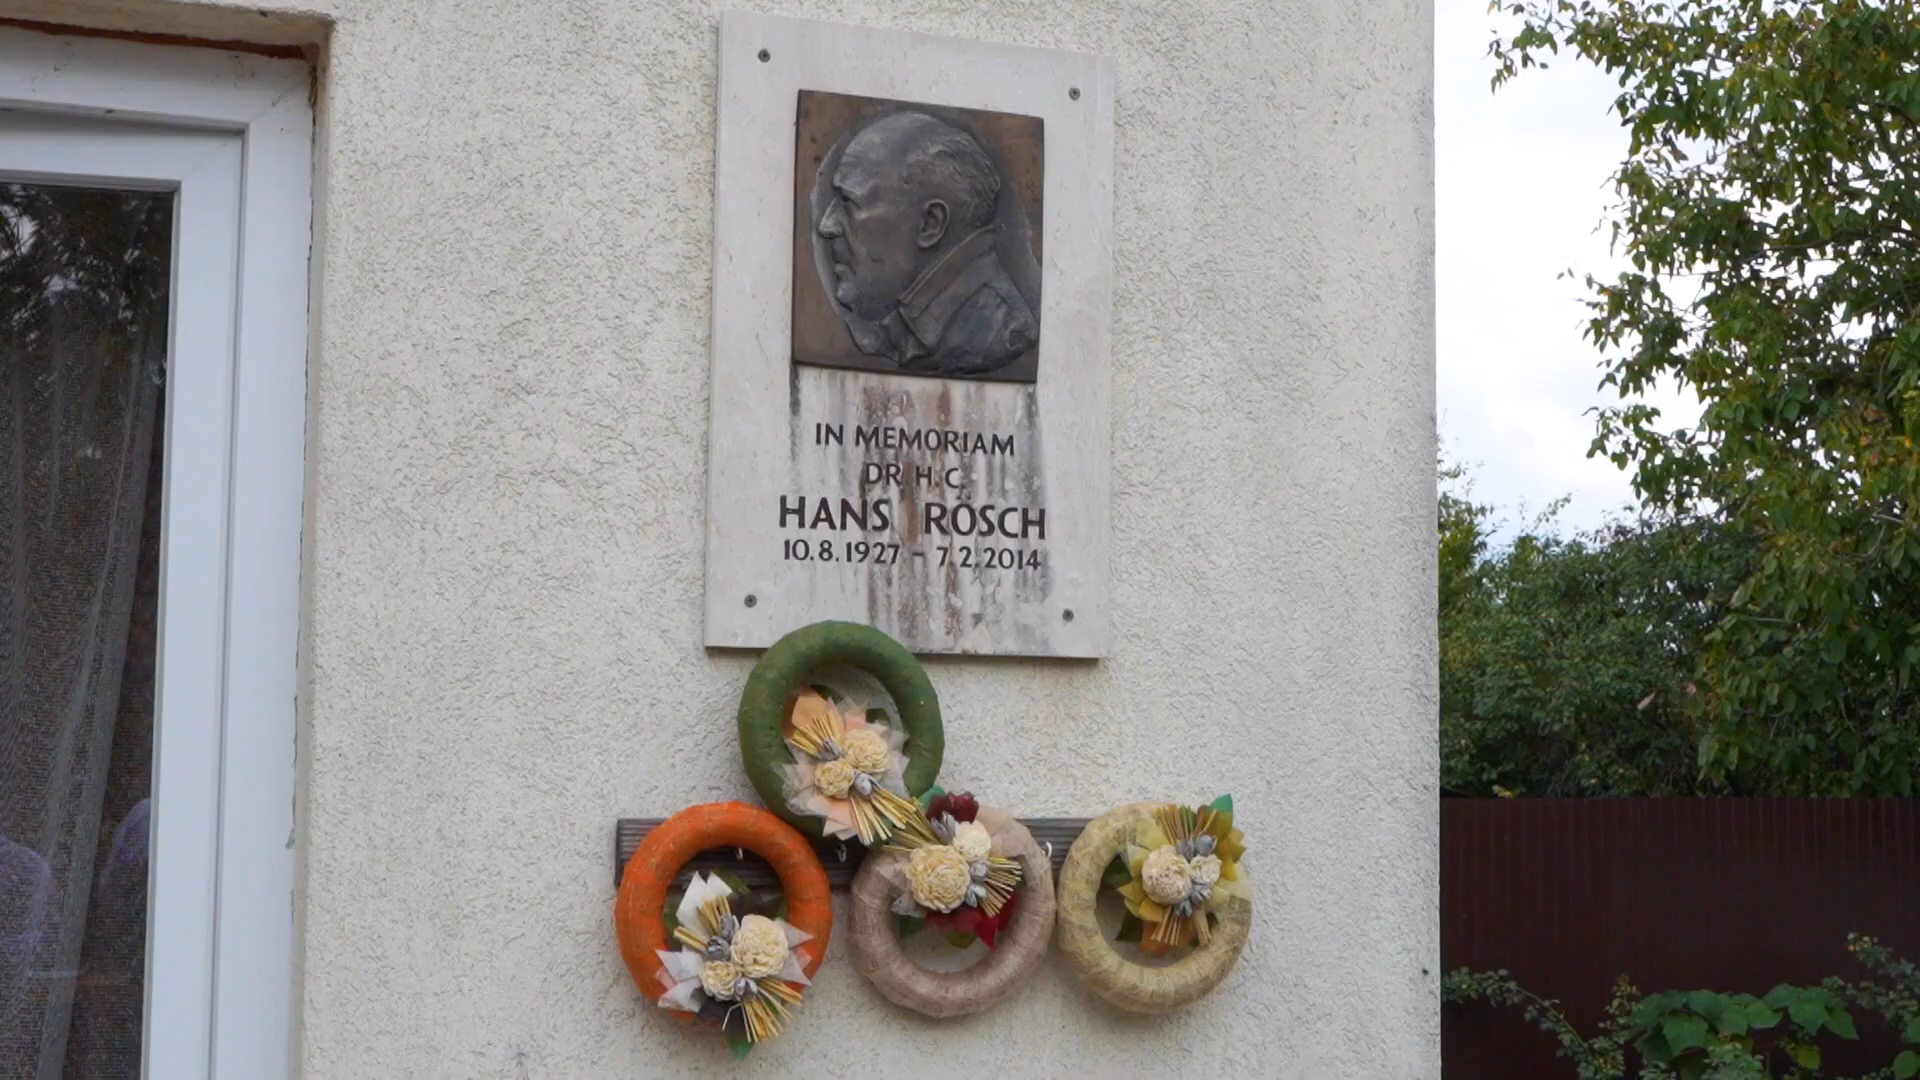 IN MEMORIAM
DR. H. C.
HANS RÖSCH
10.8.1927 – 7.2.2014